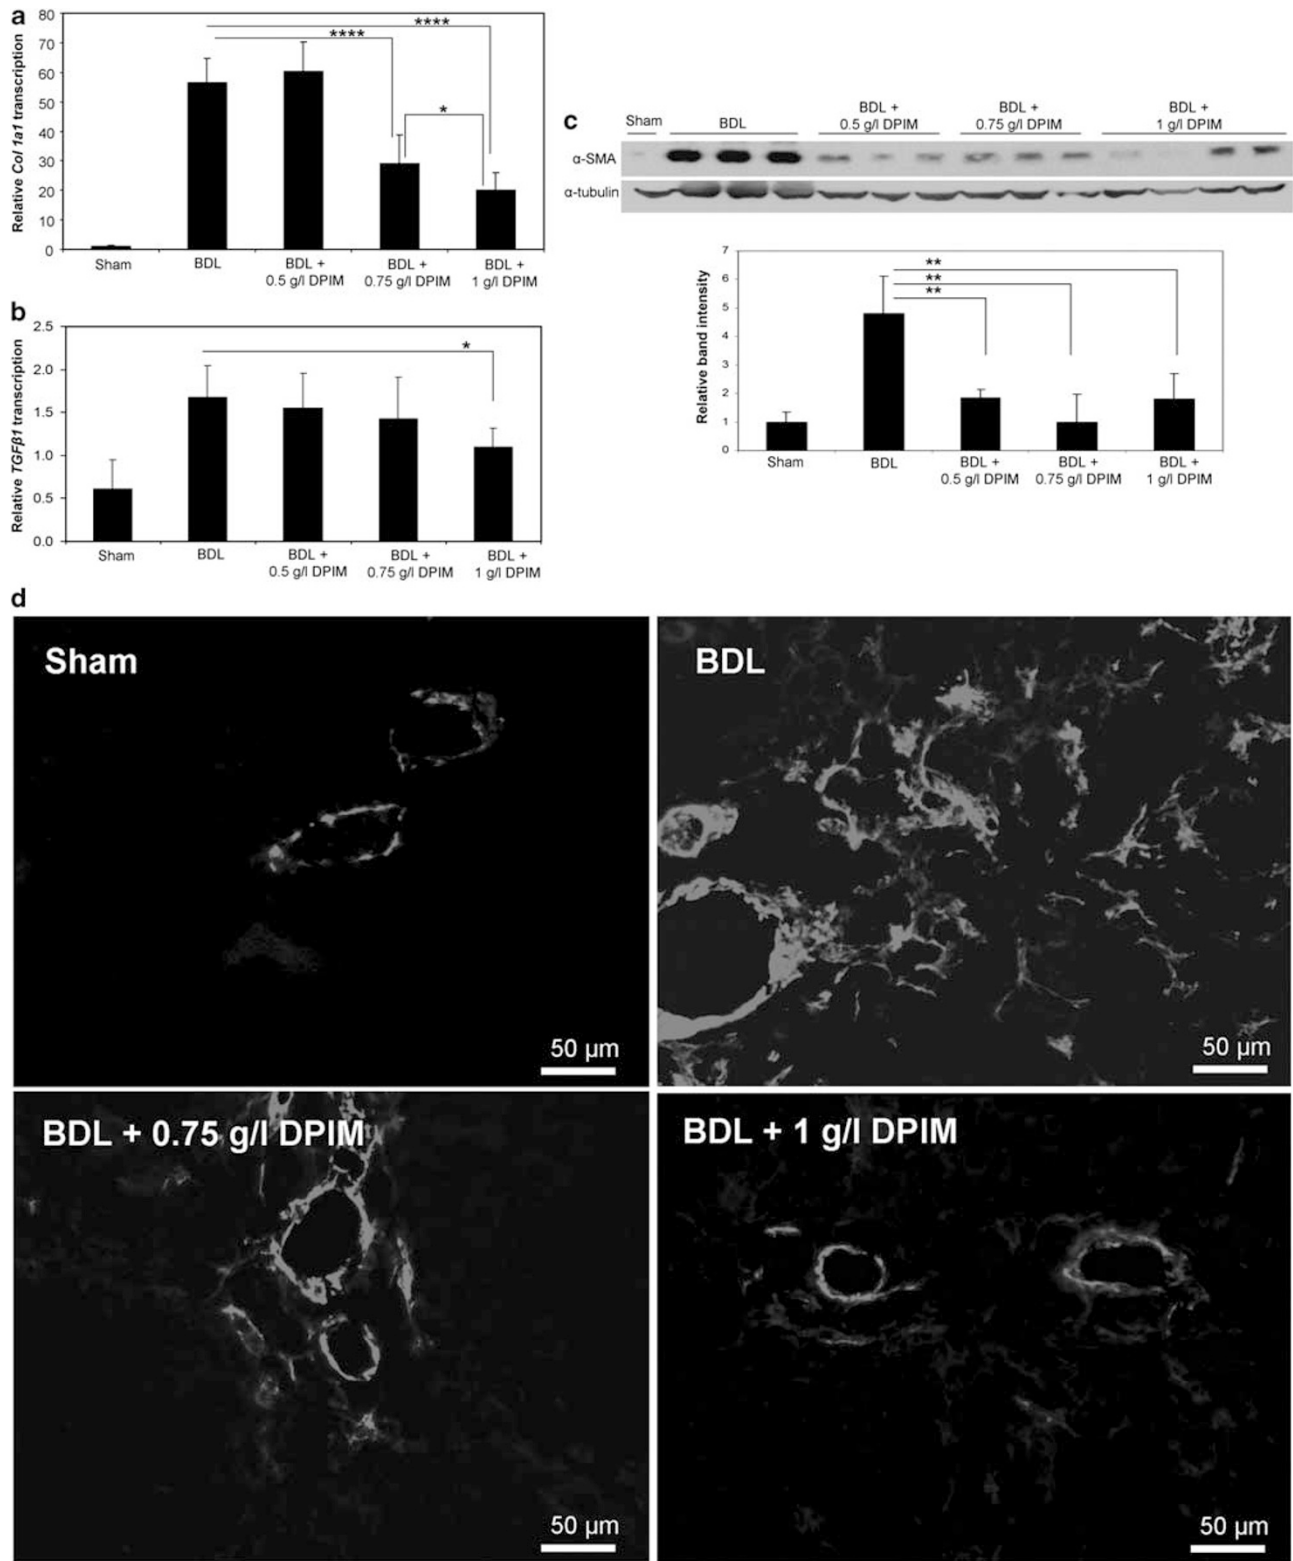 a
Relative Col 1a1 transcription
80
70
60
50
40
30
20
10
0
****
****
*
Sham
BDL
BDL +
0.5 g/l DPIM
BDL +
0.75 g/l DPIM
BDL +
1 g/l DPIM
b
Relative TGFβ1 transcription
2.5
2.0
1.5
1.0
0.5
0.0
*
Sham
BDL
BDL +
0.5 g/l DPIM
BDL +
0.75 g/l DPIM
BDL +
1 g/l DPIM
c
Sham
BDL
BDL +
0.5 g/l DPIM
BDL +
0.75 g/l DPIM
BDL +
1 g/l DPIM
α-SMA
α-tubulin
Relative band intensity
7
6
5
4
3
2
1
0
**
**
**
Sham
BDL
BDL +
0.5 g/l DPIM
BDL +
0.75 g/l DPIM
BDL +
1 g/l DPIM
d
Sham
50 µm
BDL
50 µm
BDL + 0.75 g/l DPIM
50 µm
BDL + 1 g/l DPIM
50 µm